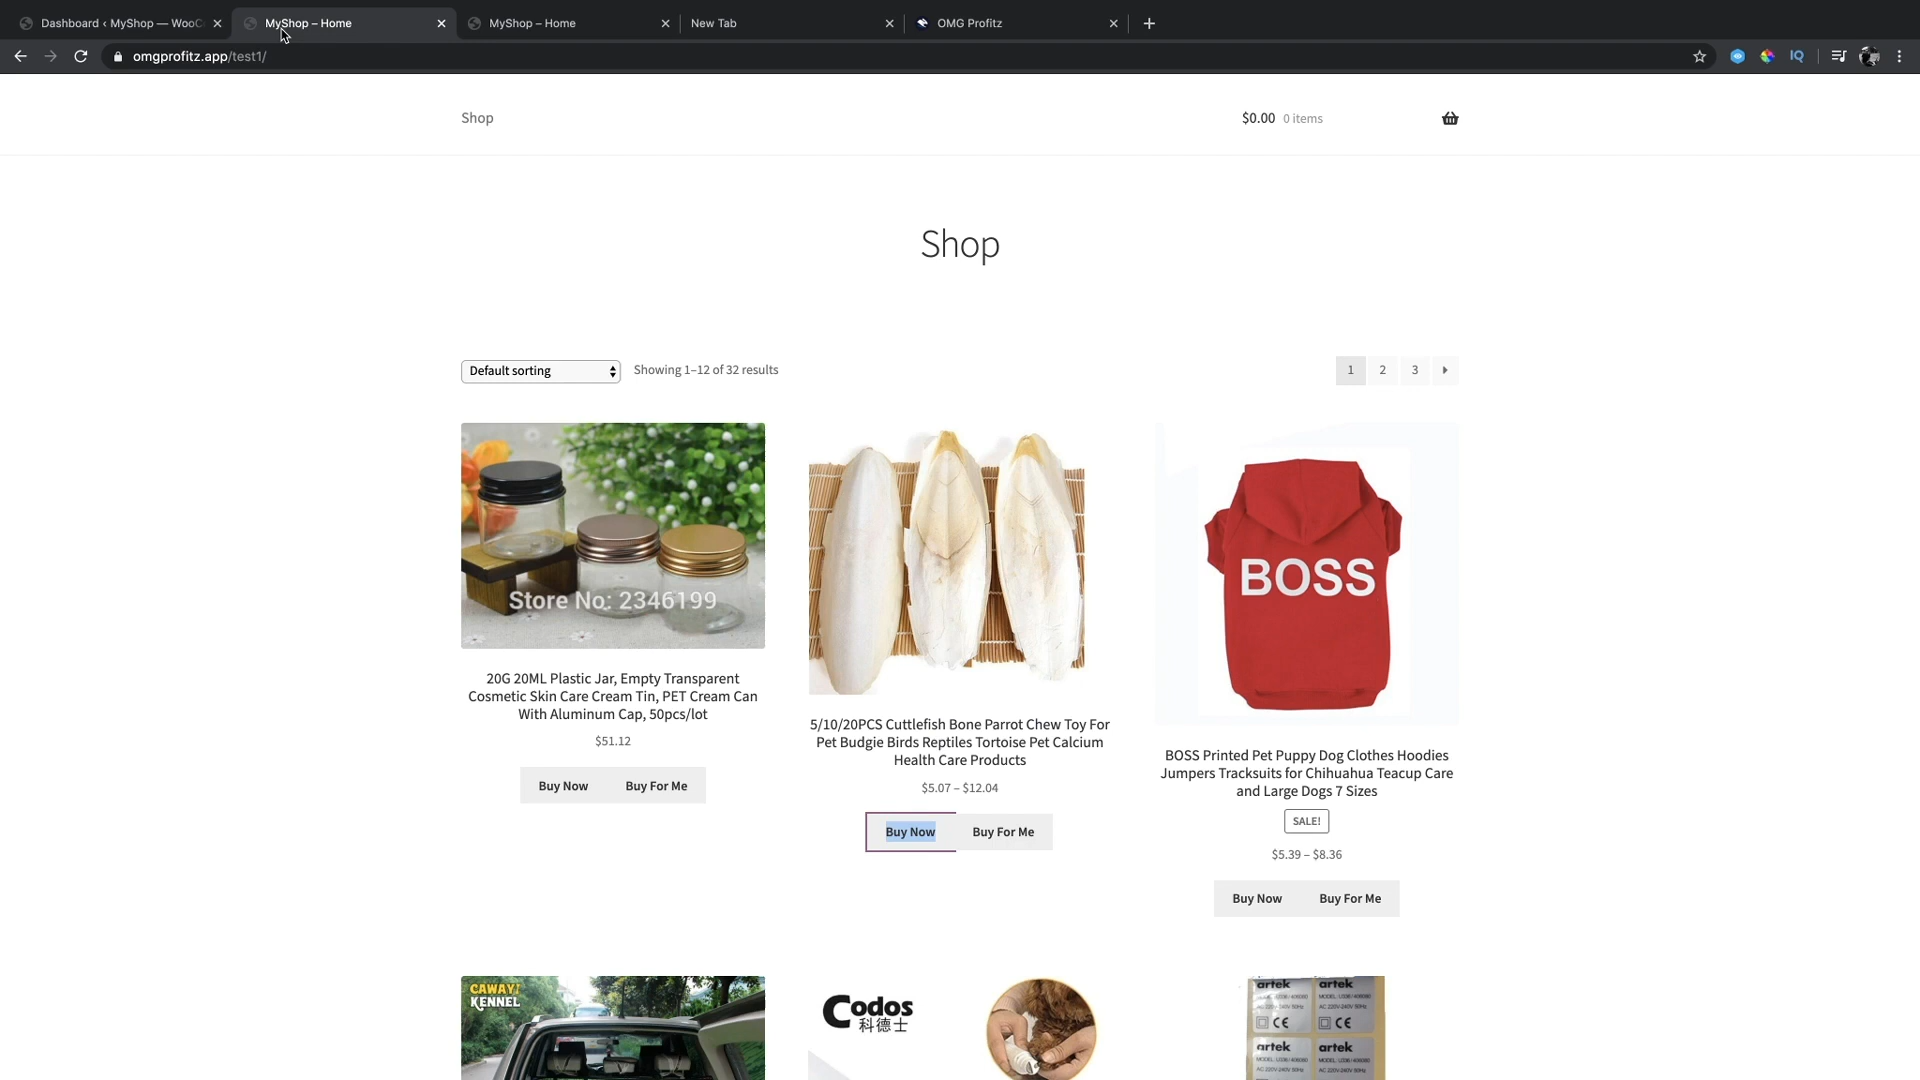 Dashboard ‹ MyShop — WooC
MyShop – Home
MyShop – Home
New Tab
OMG Profitz
omgprofitz.app/test1/
IQ
Shop
$0.00 0 items
Shop
Default sorting
Showing 1–12 of 32 results
1 2 3
Store No: 2346199
BOSS
20G 20ML Plastic Jar, Empty Transparent
Cosmetic Skin Care Cream Tin, PET Cream Can
With Aluminum Cap, 50pcs/lot
$51.12
Buy Now
Buy For Me
5/10/20PCS Cuttlefish Bone Parrot Chew Toy For
Pet Budgie Birds Reptiles Tortoise Pet Calcium
Health Care Products
$5.07 – $12.04
Buy Now
Buy For Me
BOSS Printed Pet Puppy Dog Clothes Hoodies
Jumpers Tracksuits for Chihuahua Teacup Care
and Large Dogs 7 Sizes
SALE!
$5.39 – $8.36
Buy Now
Buy For Me
CAWAYI
KENNEL
Codos
科德士
artek
artek
CE
CE
artek
artek